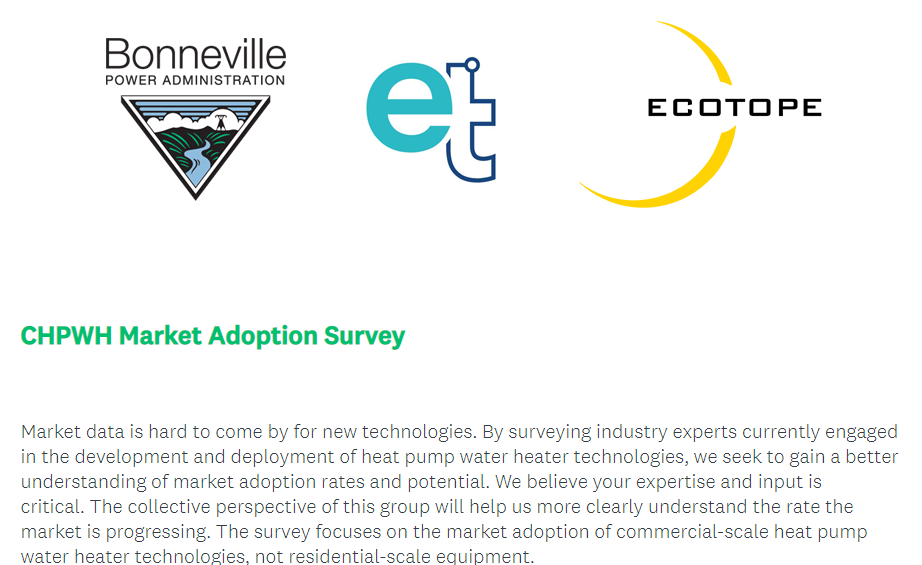 Bonneville
POWER ADMINISTRATION
et
ECOTOPE
CHPWH Market Adoption Survey
Market data is hard to come by for new technologies. By surveying industry experts currently engaged
in the development and deployment of heat pump water heater technologies, we seek to gain a better
understanding of market adoption rates and potential. We believe your expertise and input is
critical. The collective perspective of this group will help us more clearly understand the rate the
market is progressing. The survey focuses on the market adoption of commercial-scale heat pump
water heater technologies, not residential-scale equipment.